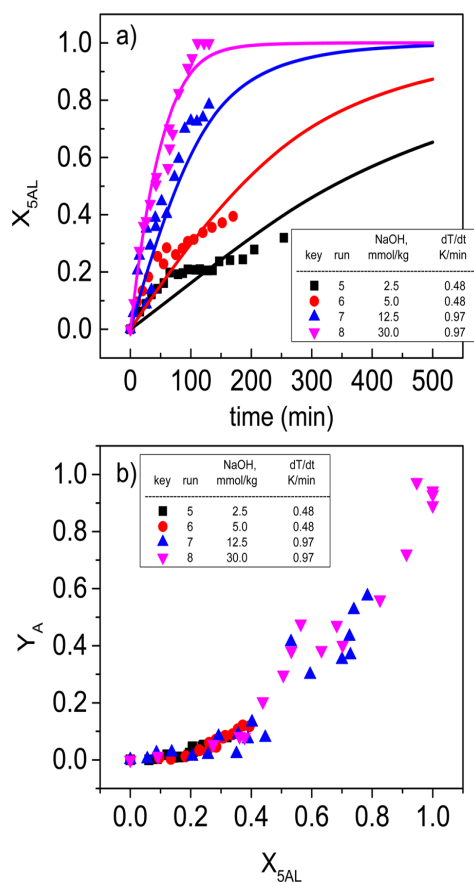 a)
1.0
0.8
0.6
0.4
0.2
0.0
X5AL
NaOH, dT/dt
key run mmol/kg K/min
5 2.5 0.48
6 5.0 0.48
7 12.5 0.97
8 30.0 0.97
0 100 200 300 400 500
time (min)
b)
1.0
0.8
0.6
0.4
0.2
0.0
YA
NaOH, dT/dt
key run mmol/kg K/min
5 2.5 0.48
6 5.0 0.48
7 12.5 0.97
8 30.0 0.97
0.0 0.2 0.4 0.6 0.8 1.0
X5AL